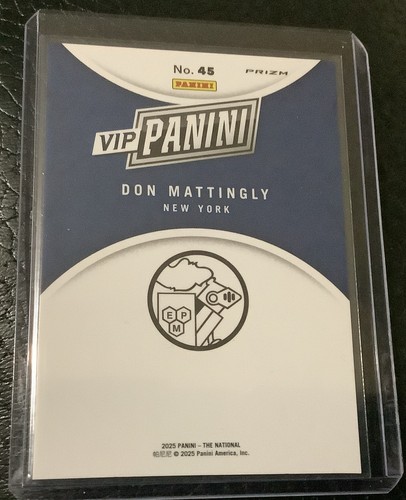 No. 45 PRIZM
PANINI
VIP PANINI
DON MATTINGLY
NEW YORK
E P
M
2025 PANINI – THE NATIONAL
帕尼尼 © 2025 Panini America, Inc.